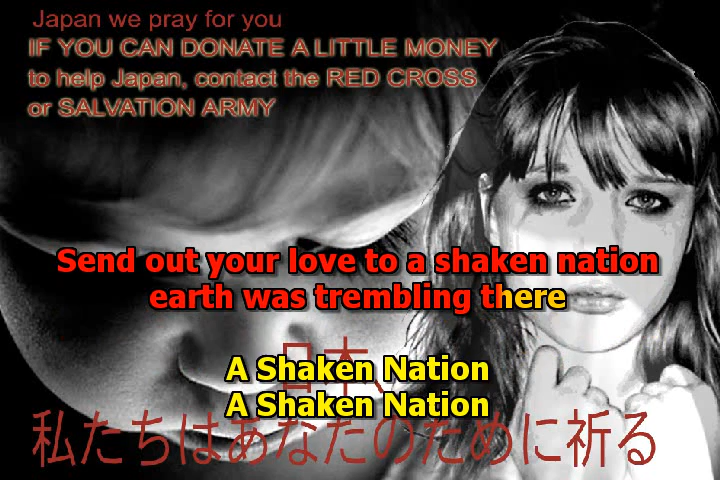 Japan we pray for you
IF YOU CAN DONATE A LITTLE MONEY
to help Japan, contact the RED CROSS
or SALVATION ARMY
Send out your love to a shaken nation
earth was trembling there
日本、
A Shaken Nation
A Shaken Nation
私たちはあなたのために祈る